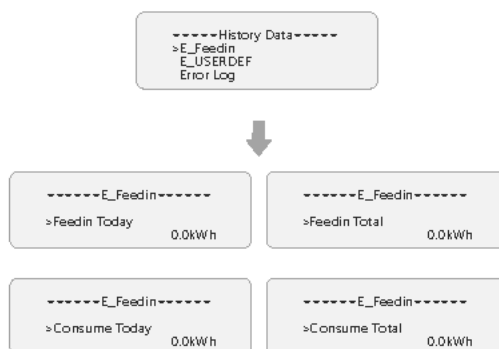 -----History Data-----
>E_Feedin
E_USERDEF
Error Log
------E_Feedin------
>Feedin Today
0.0kWh
------E_Feedin------
>Feedin Total
0.0kWh
------E_Feedin------
>Consume Today
0.0kWh
------E_Feedin------
>Consume Total
0.0kWh